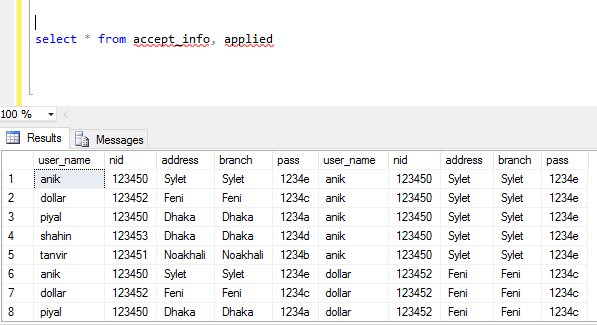 select * from accept_info, applied
100 %
Results Messages
user_name nid address branch pass user_name nid address branch pass
1 anik 123450 Sylet Sylet 1234e anik 123450 Sylet Sylet 1234e
2 dollar 123452 Feni Feni 1234c anik 123450 Sylet Sylet 1234e
3 piyal 123450 Dhaka Dhaka 1234a anik 123450 Sylet Sylet 1234e
4 shahin 123453 Dhaka Dhaka 1234d anik 123450 Sylet Sylet 1234e
5 tanvir 123451 Noakhali Noakhali 1234b anik 123450 Sylet Sylet 1234e
6 anik 123450 Sylet Sylet 1234e dollar 123452 Feni Feni 1234c
7 dollar 123452 Feni Feni 1234c dollar 123452 Feni Feni 1234c
8 piyal 123450 Dhaka Dhaka 1234a dollar 123452 Feni Feni 1234c